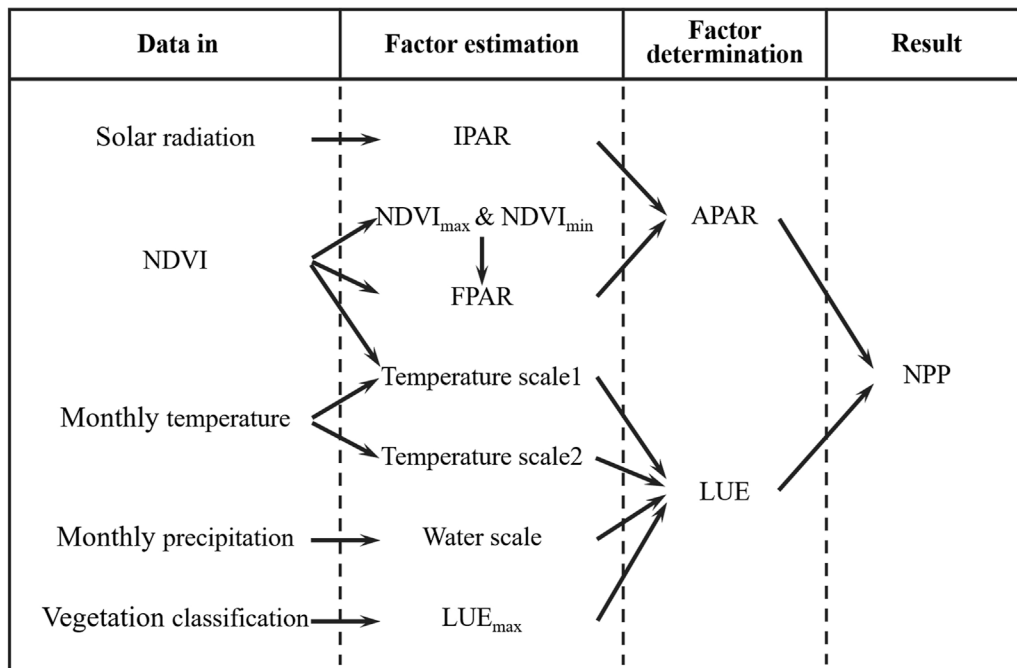 Data in
Factor estimation
Factor
determination
Result
Solar radiation
IPAR
NDVImax & NDVImin
APAR
NDVI
FPAR
Temperature scale1
NPP
Monthly temperature
Temperature scale2
LUE
Monthly precipitation
Water scale
Vegetation classification
LUEmax